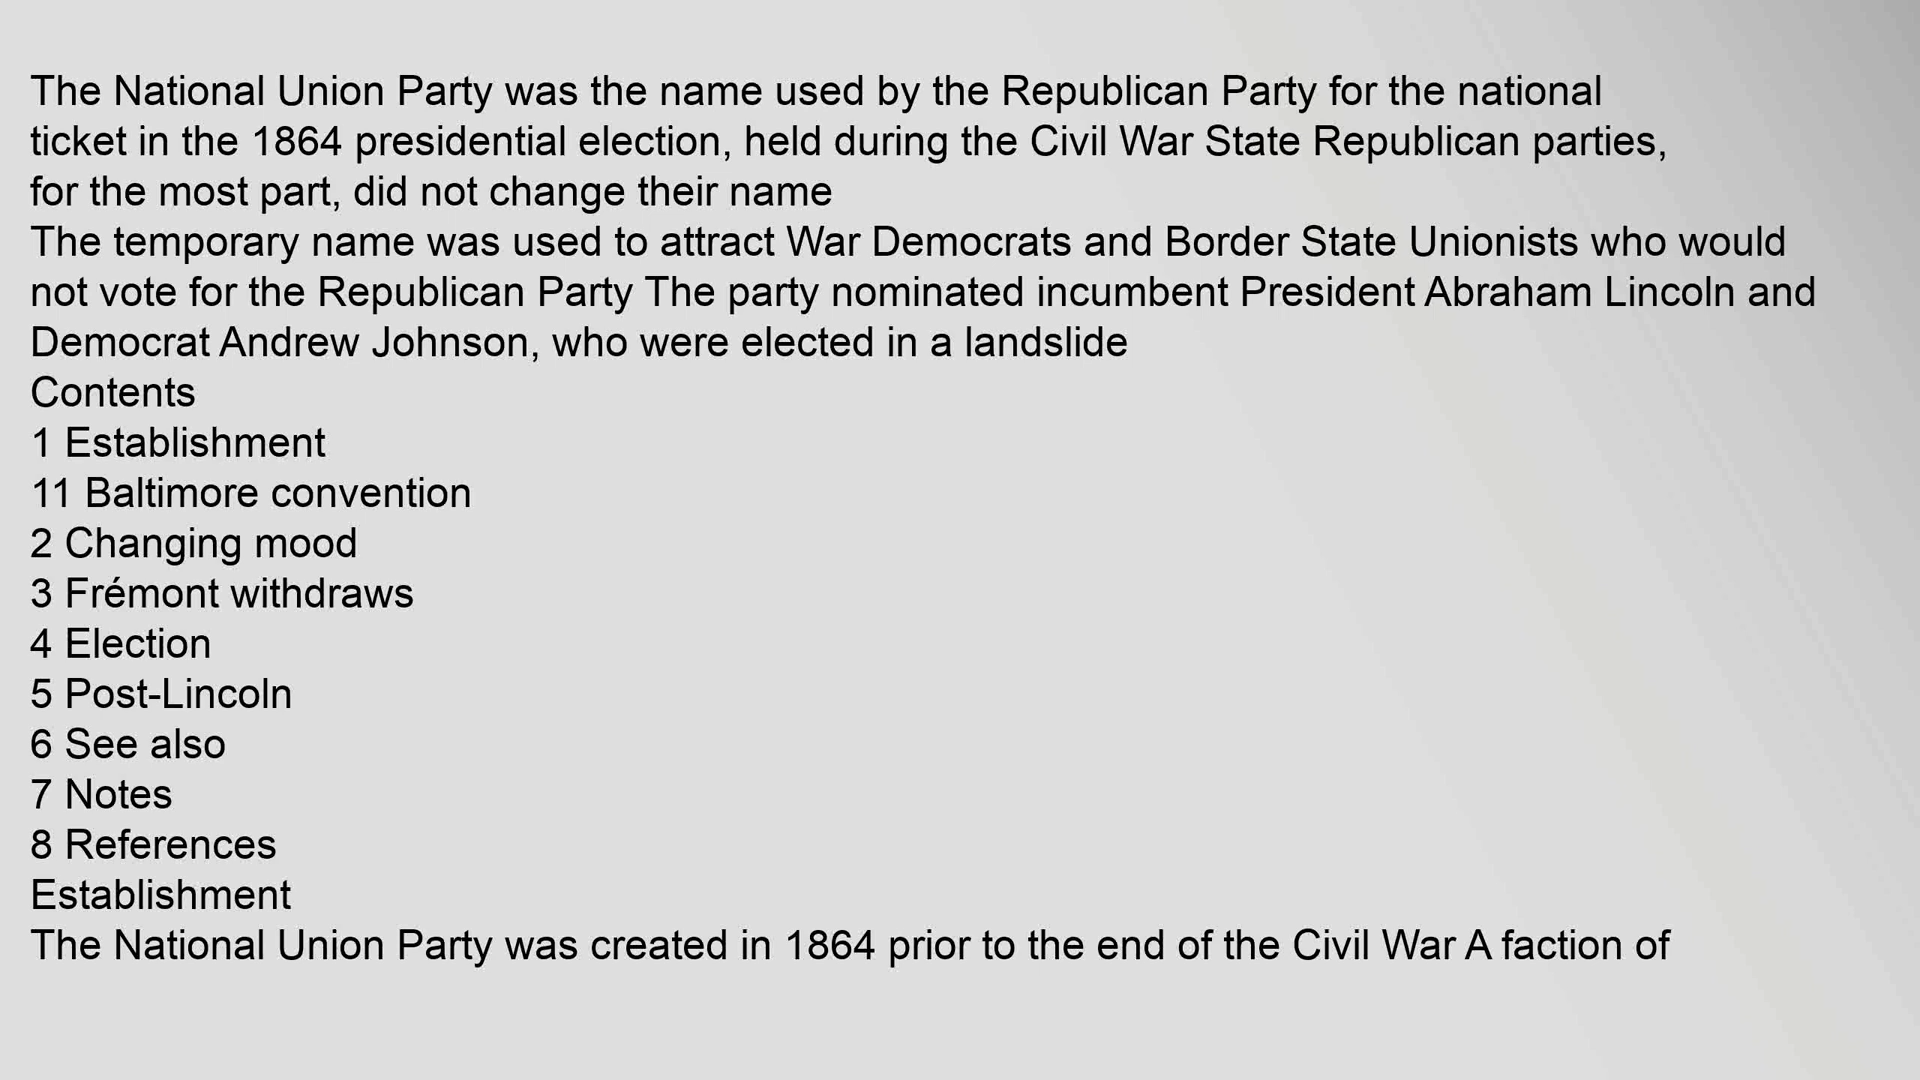 The National Union Party was the name used by the Republican Party for the national
ticket in the 1864 presidential election, held during the Civil War State Republican parties,
for the most part, did not change their name
The temporary name was used to attract War Democrats and Border State Unionists who would
not vote for the Republican Party The party nominated incumbent President Abraham Lincoln and
Democrat Andrew Johnson, who were elected in a landslide
Contents
1 Establishment
11 Baltimore convention
2 Changing mood
3 Frémont withdraws
4 Election
5 Post-Lincoln
6 See also
7 Notes
8 References
Establishment
The National Union Party was created in 1864 prior to the end of the Civil War A faction of